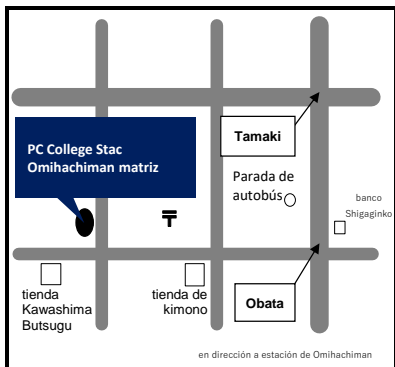 PC College Stac
Omihachiman matriz
Tamaki
Parada de
autobús
banco
Shigaginko
〒
tienda
Kawashima
Butsugu
tienda de
kimono
Obata
en dirección a estación de Omihachiman